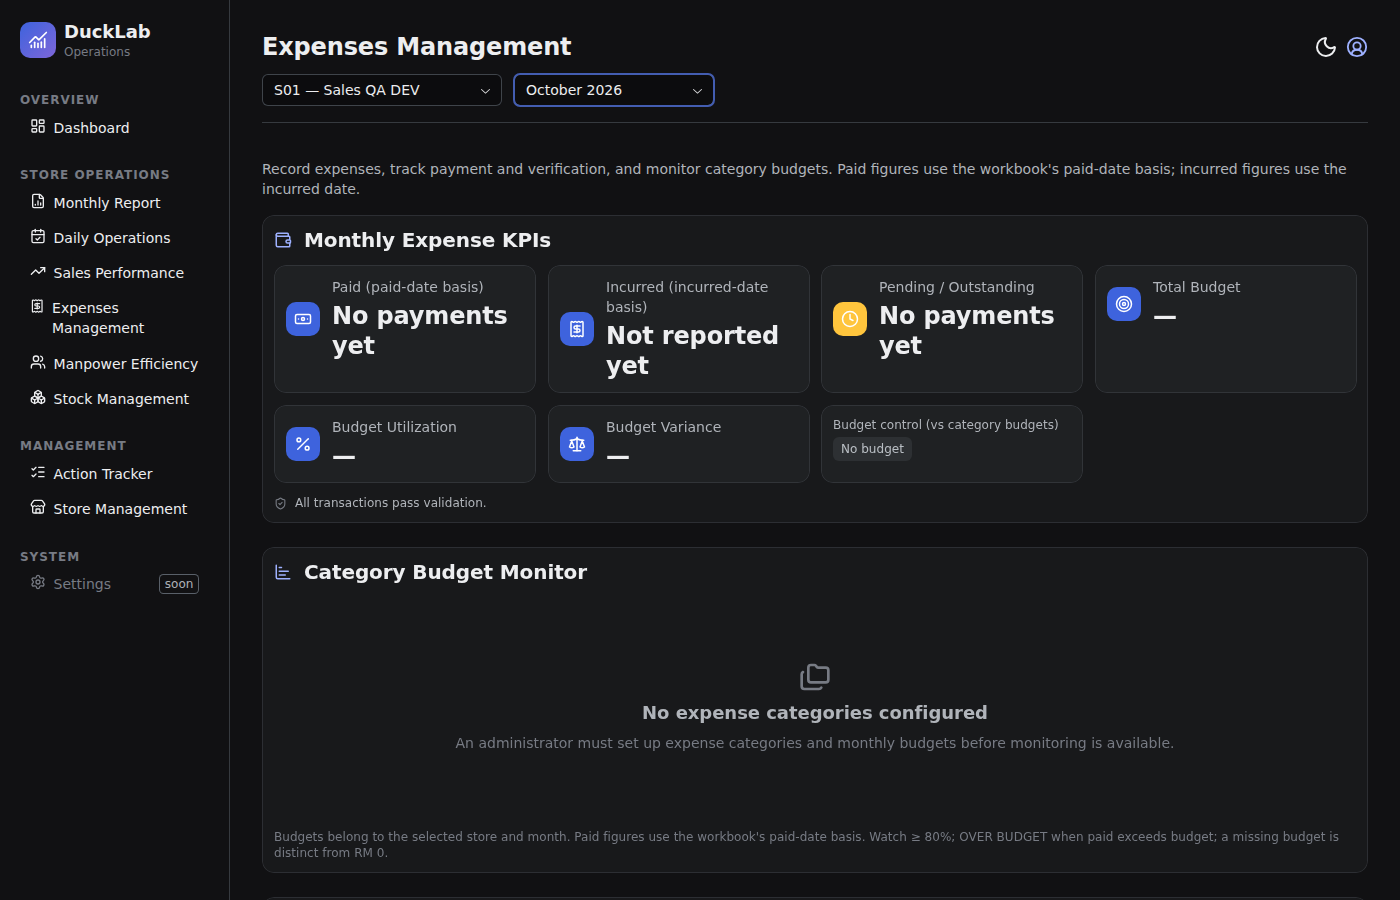 DuckLab
Operations
OVERVIEW
Dashboard
STORE OPERATIONS
Monthly Report
Daily Operations
Sales Performance
Expenses
Management
Manpower Efficiency
Stock Management
MANAGEMENT
Action Tracker
Store Management
SYSTEM
Settings soon
Expenses Management
S01 — Sales QA DEV
October 2026
Record expenses, track payment and verification, and monitor category budgets. Paid figures use the workbook's paid-date basis; incurred figures use the
incurred date.
Monthly Expense KPIs
Paid (paid-date basis)
No payments
yet
Incurred (incurred-date
basis)
Not reported
yet
Pending / Outstanding
No payments
yet
Total Budget
—
Budget Utilization
—
Budget Variance
—
Budget control (vs category budgets)
No budget
All transactions pass validation.
Category Budget Monitor
No expense categories configured
An administrator must set up expense categories and monthly budgets before monitoring is available.
Budgets belong to the selected store and month. Paid figures use the workbook's paid-date basis. Watch ≥ 80%; OVER BUDGET when paid exceeds budget; a missing budget is
distinct from RM 0.